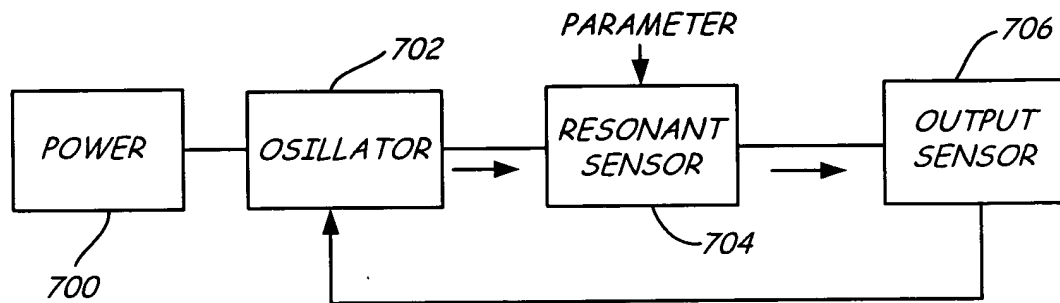 702
PARAMETER
706
POWER
OSILLATOR
RESONANT
SENSOR
OUTPUT
SENSOR
700
704